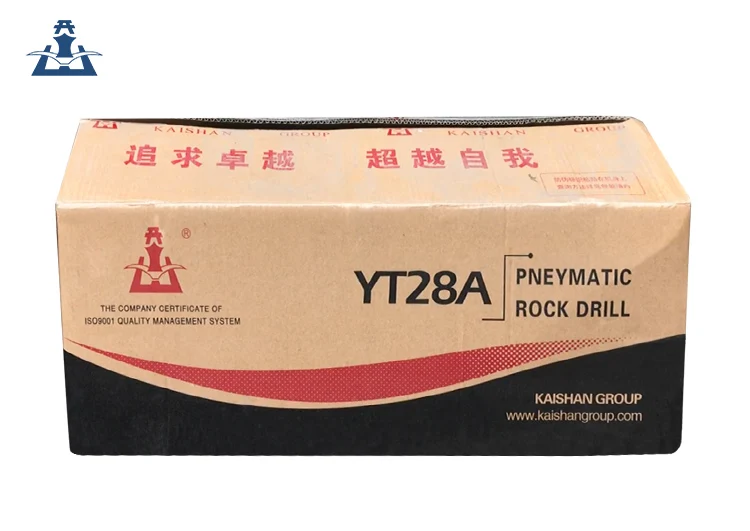 KAISHAN GROUP KAISHAN GROUP
追求卓越 超越自我
®
THE COMPANY CERTIFICATE OF
ISO9001 QUALITY MANAGEMENT SYSTEM
YT28A
PNEYMATIC
ROCK DRILL
KAISHAN GROUP
www.kaishangroup.com